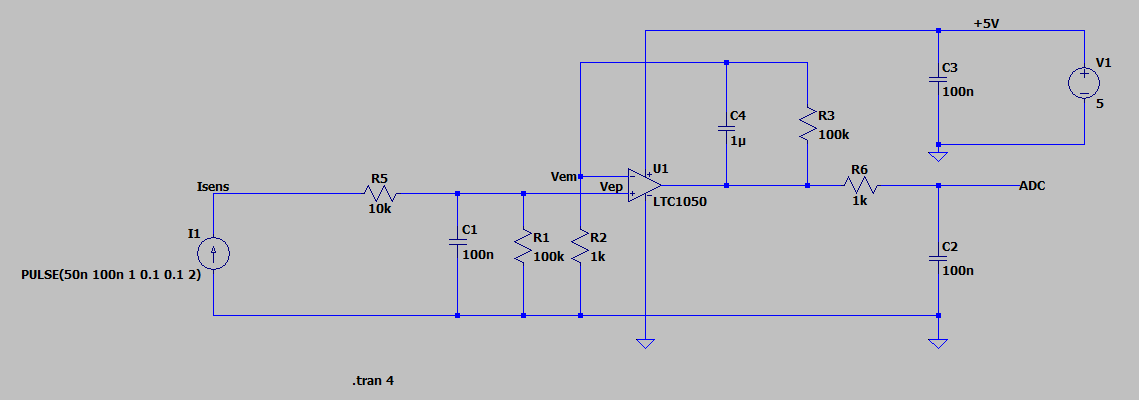 +5V
V1
C3
5
100n
C4
R3
1µ
100k
U1
Vem
R6
R5
Isens
Vep
ADC
10k
1k
LTC1050
I1
C1
R1
R2
C2
100n
100k
1k
100n
PULSE(50n 100n 1 0.1 0.1 2)
.tran 4